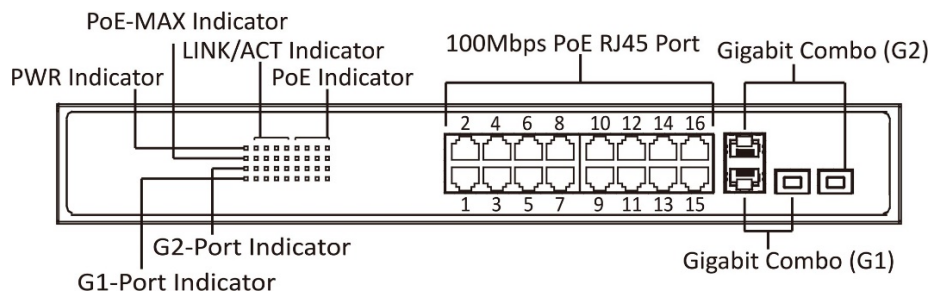 PoE-MAX Indicator
LINK/ACT Indicator
PWR Indicator
PoE Indicator
100Mbps PoE RJ45 Port
Gigabit Combo (G2)
2 4 6 8 10 12 14 16
1 3 5 7 9 11 13 15
G2-Port Indicator
G1-Port Indicator
Gigabit Combo (G1)